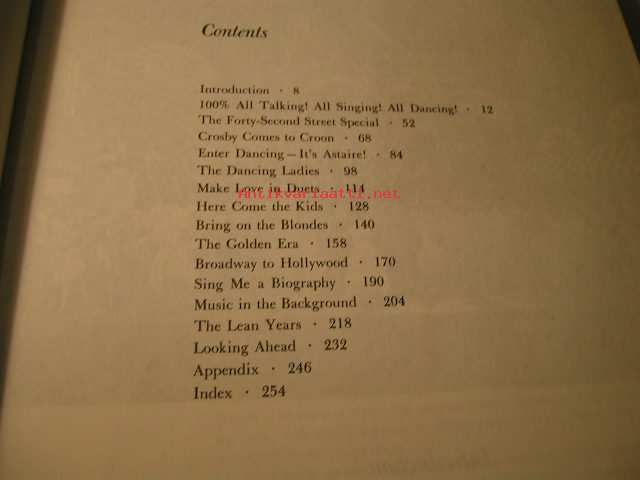 Contents
Introduction · 8
100% All Talking! All Singing! All Dancing! · 12
The Forty-Second Street Special · 52
Crosby Comes to Croon · 68
Enter Dancing—It's Astaire! · 84
The Dancing Ladies · 98
Make Love in Duets · 114
antikvariaatti.net
Here Come the Kids · 128
Bring on the Blondes · 140
The Golden Era · 158
Broadway to Hollywood · 170
Sing Me a Biography · 190
Music in the Background · 204
The Lean Years · 218
Looking Ahead · 232
Appendix · 246
Index · 254